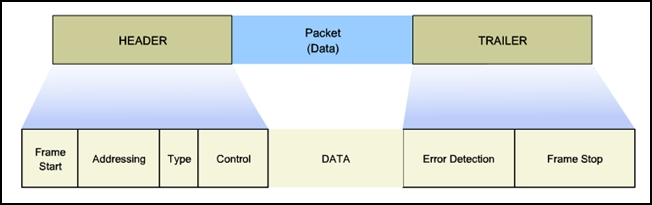 HEADER
Packet
(Data)
TRAILER
Frame
Start
Addressing
Type
Control
DATA
Error Detection
Frame Stop